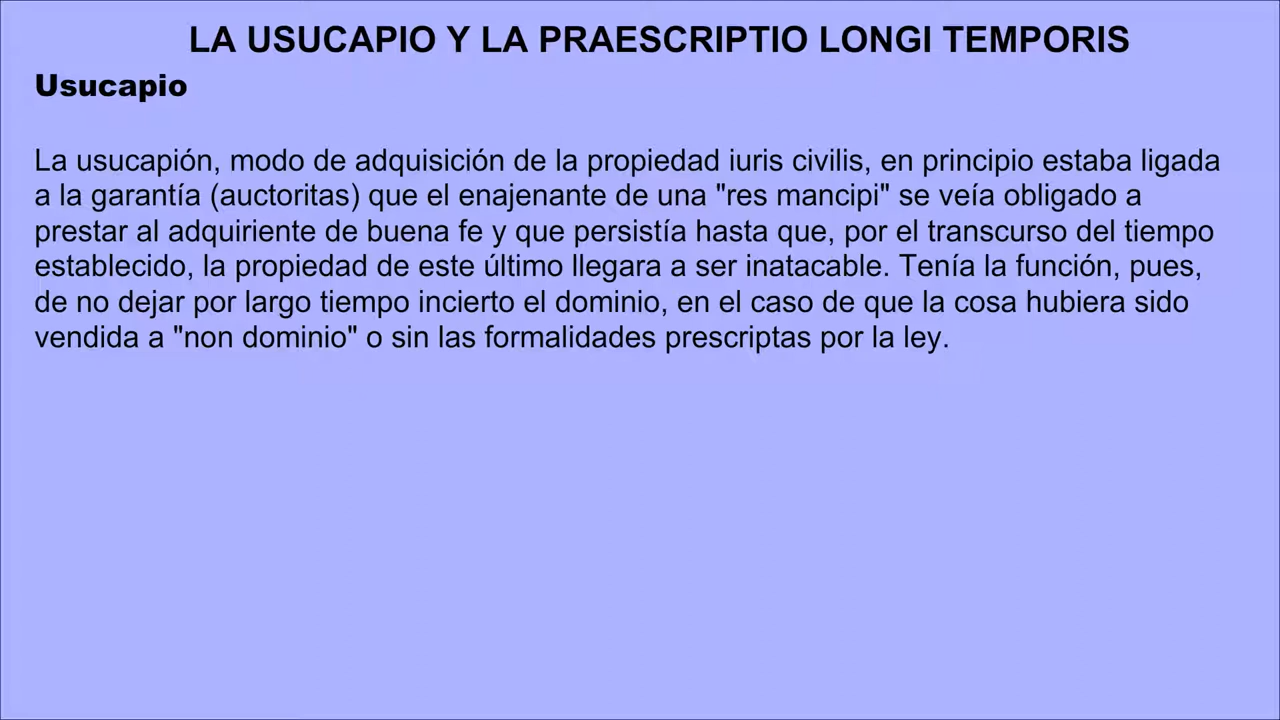 LA USUCAPIO Y LA PRAESCRIPTIO LONGI TEMPORIS
Usucapio
La usucapión, modo de adquisición de la propiedad iuris civilis, en principio estaba ligada
a la garantía (auctoritas) que el enajenante de una "res mancipi" se veía obligado a
prestar al adquiriente de buena fe y que persistía hasta que, por el transcurso del tiempo
establecido, la propiedad de este último llegara a ser inatacable. Tenía la función, pues,
de no dejar por largo tiempo incierto el dominio, en el caso de que la cosa hubiera sido
vendida a "non dominio" o sin las formalidades prescriptas por la ley.